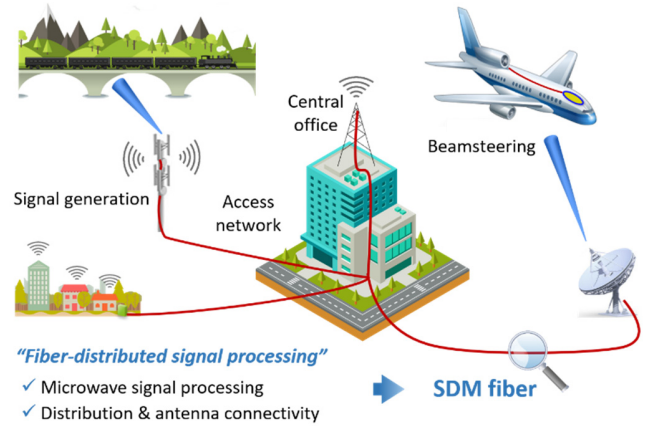 Central
office
Beamsteering
Signal generation
Access
network
“Fiber-distributed signal processing”
✓ Microwave signal processing
✓ Distribution & antenna connectivity
SDM fiber